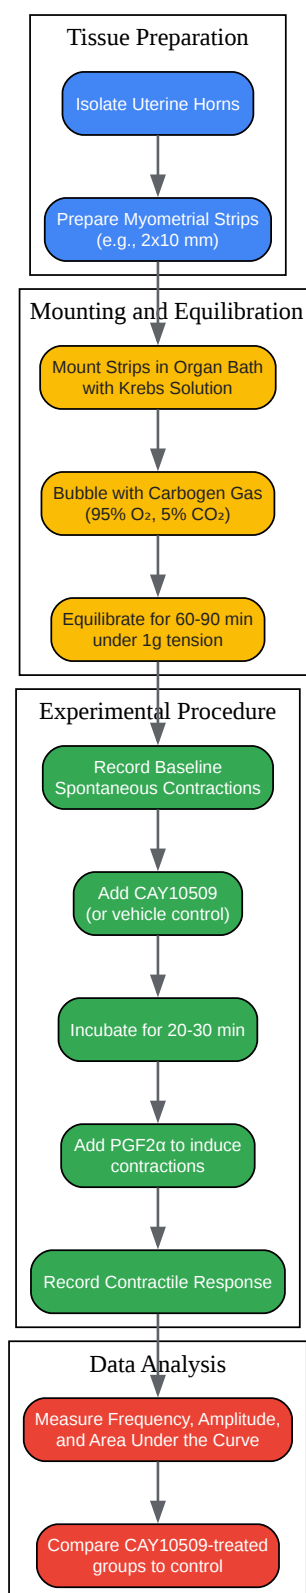 Tissue Preparation
Isolate Uterine Horns
Prepare Myometrial Strips
(e.g., 2x10 mm)
Mounting and Equilibration
Mount Strips in Organ Bath
with Krebs Solution
Bubble with Carbogen Gas
(95% O₂, 5% CO₂)
Equilibrate for 60-90 min
under 1g tension
Experimental Procedure
Record Baseline
Spontaneous Contractions
Add CAY10509
(or vehicle control)
Incubate for 20-30 min
Add PGF2α to induce
contractions
Record Contractile Response
Data Analysis
Measure Frequency, Amplitude,
and Area Under the Curve
Compare CAY10509-treated
groups to control